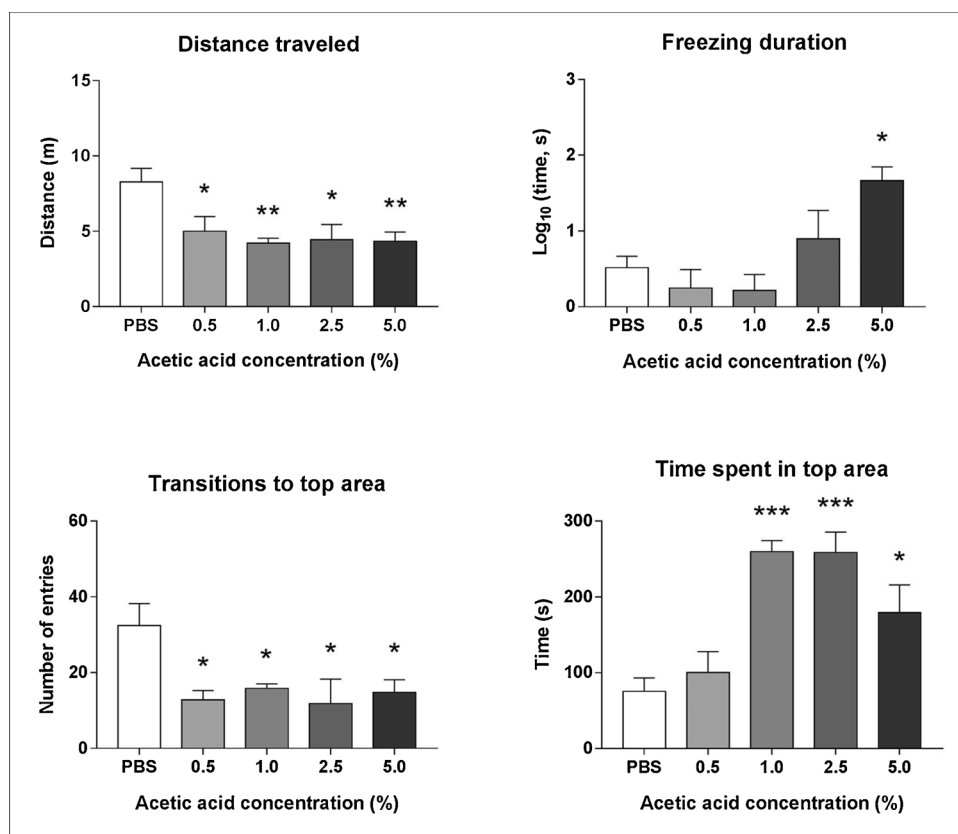 Distance traveled
Distance (m)
15
10
5
0
* ** * **
PBS 0.5 1.0 2.5 5.0
Acetic acid concentration (%)
Freezing duration
Log₁₀ (time, s)
3
2
1
0
*
PBS 0.5 1.0 2.5 5.0
Acetic acid concentration (%)
Transitions to top area
Number of entries
60
40
20
0
* * * *
PBS 0.5 1.0 2.5 5.0
Acetic acid concentration (%)
Time spent in top area
Time (s)
300
200
100
0
*** *** *
PBS 0.5 1.0 2.5 5.0
Acetic acid concentration (%)